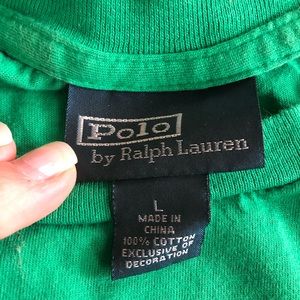 Polo
by Ralph Lauren
L
MADE IN
CHINA
100% COTTON
EXCLUSIVE OF
DECORATION